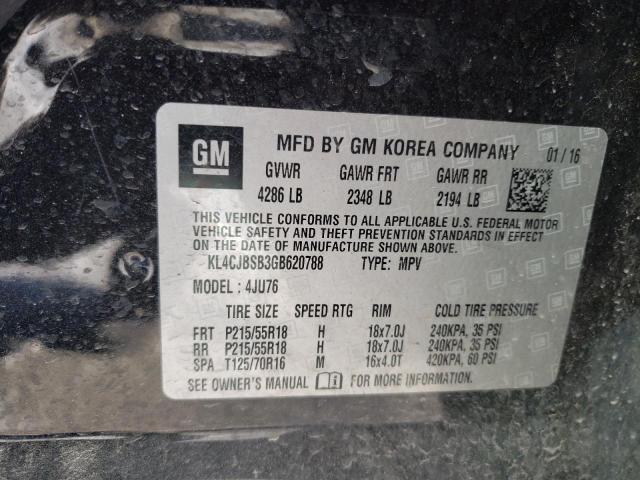 GM MFD BY GM KOREA COMPANY 01/16
GVWR GAWR FRT GAWR RR
4286 LB 2348 LB 2194 LB
THIS VEHICLE CONFORMS TO ALL APPLICABLE U.S. FEDERAL MOTOR
VEHICLE SAFETY AND THEFT PREVENTION STANDARDS IN EFFECT ON
THE DATE OF MANUFACTURE SHOWN ABOVE.
KL4CJBSB3GB620788 TYPE: MPV
MODEL: 4JU76
TIRE SIZE SPEED RTG RIM COLD TIRE PRESSURE
FRT P215/55R18 H 18x7.0J 240KPA, 35 PSI
RR P215/55R18 H 18x7.0J 240KPA, 35 PSI
SPA T125/70R16 M 16x4.0T 420KPA, 60 PSI
SEE OWNER'S MANUAL FOR MORE INFORMATION.